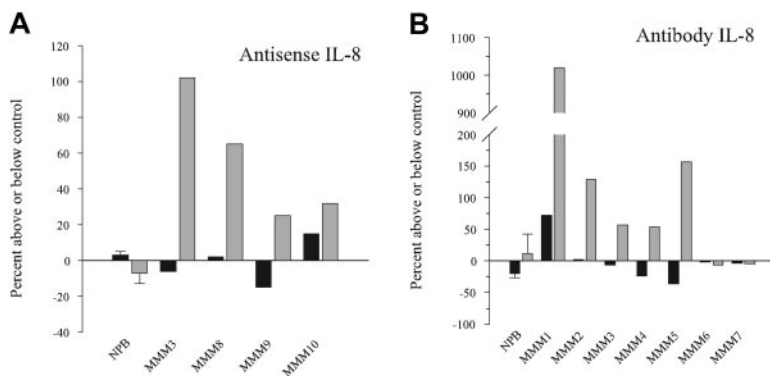 A
Antisense IL-8
Percent above or below control
120
100
80
60
40
20
0
-20
-40
NPB
MMM3
MMM8
MMM9
MMM10
B
Antibody IL-8
Percent above or below control
1100
1000
900
200
150
100
50
0
-50
-100
NPB
MMM1
MMM2
MMM3
MMM4
MMM5
MMM6
MMM7